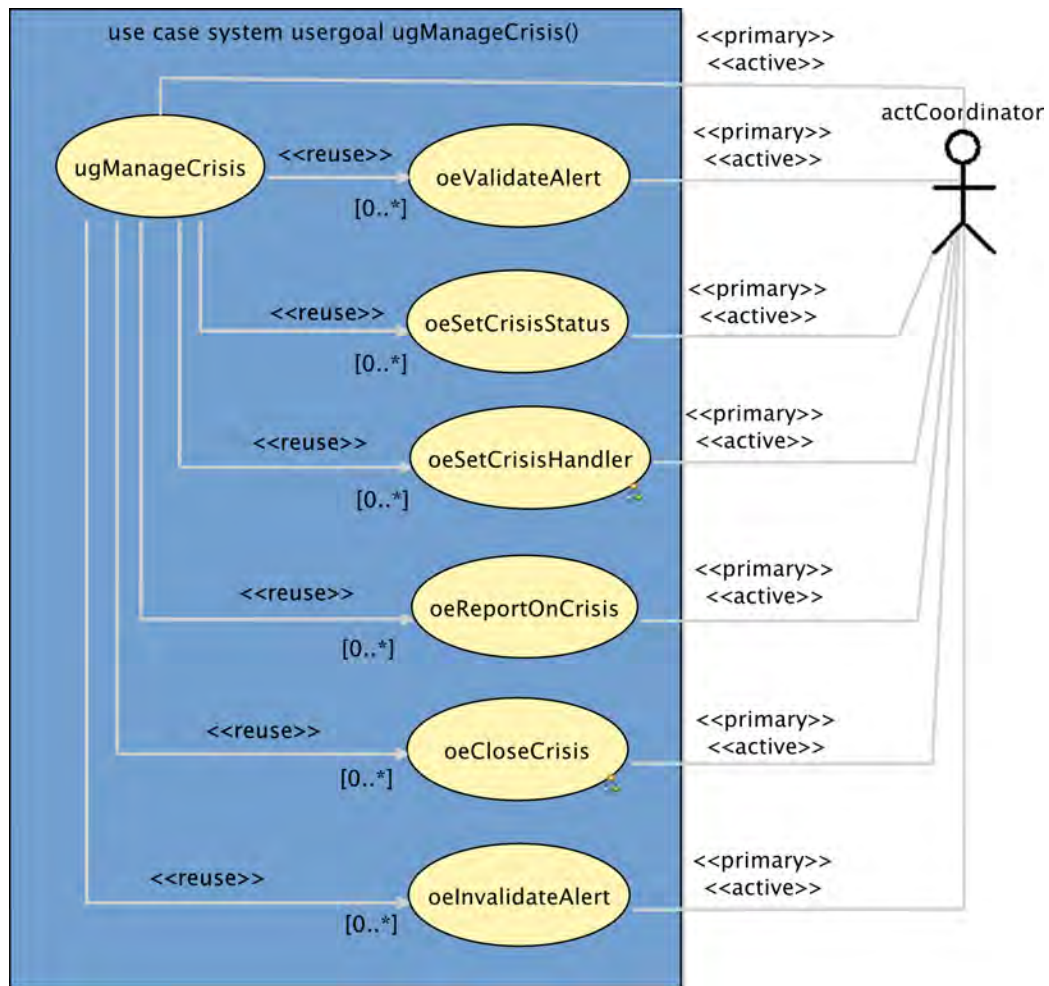 use case system usergoal ugManageCrisis()
<<primary>>
<<active>>
actCoordinator
ugManageCrisis
<<reuse>>
[0..*]
oeValidateAlert
<<primary>>
<<active>>
<<reuse>>
[0..*]
oeSetCrisisStatus
<<primary>>
<<active>>
<<reuse>>
[0..*]
oeSetCrisisHandler
<<primary>>
<<active>>
<<reuse>>
[0..*]
oeReportOnCrisis
<<primary>>
<<active>>
<<reuse>>
[0..*]
oeCloseCrisis
<<primary>>
<<active>>
<<reuse>>
[0..*]
oeInvalidateAlert
<<primary>>
<<active>>